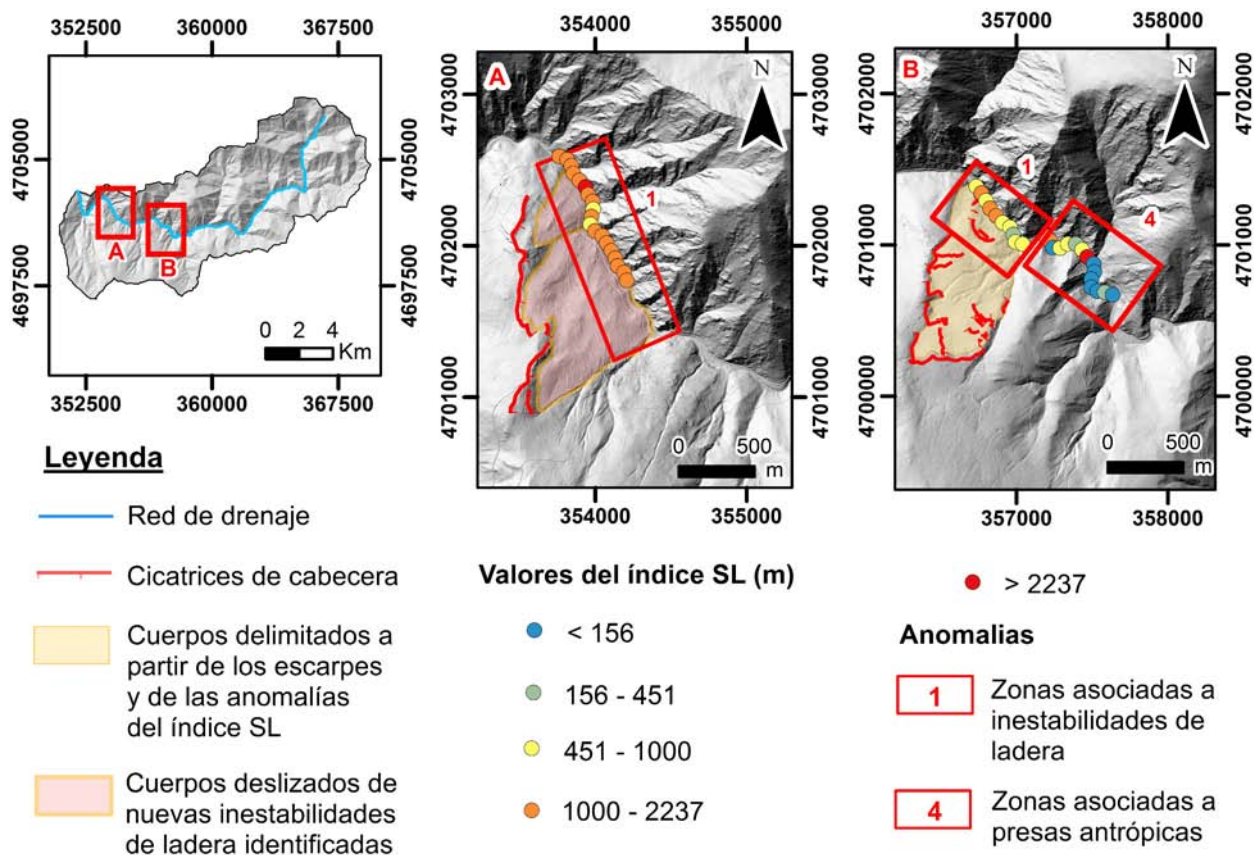 352500 360000 367500
4705000
4697500
4705000
4697500
A
B
0 2 4
Km
352500 360000 367500
354000 355000
4703000
4702000
4701000
A
N
1
0 500
m
4703000
4702000
4701000
354000 355000
357000 358000
4702000
4701000
4700000
B
N
1
4
0 500
m
4702000
4701000
4700000
357000 358000
Leyenda
Red de drenaje
Cicatrices de cabecera
Cuerpos delimitados a
partir de los escarpes
y de las anomalías
del índice SL
Cuerpos deslizados de
nuevas inestabilidades
de ladera identificadas
Valores del índice SL (m)
< 156
156 - 451
451 - 1000
1000 - 2237
> 2237
Anomalias
1
Zonas asociadas a
inestabilidades de
ladera
4
Zonas asociadas a
presas antrópicas